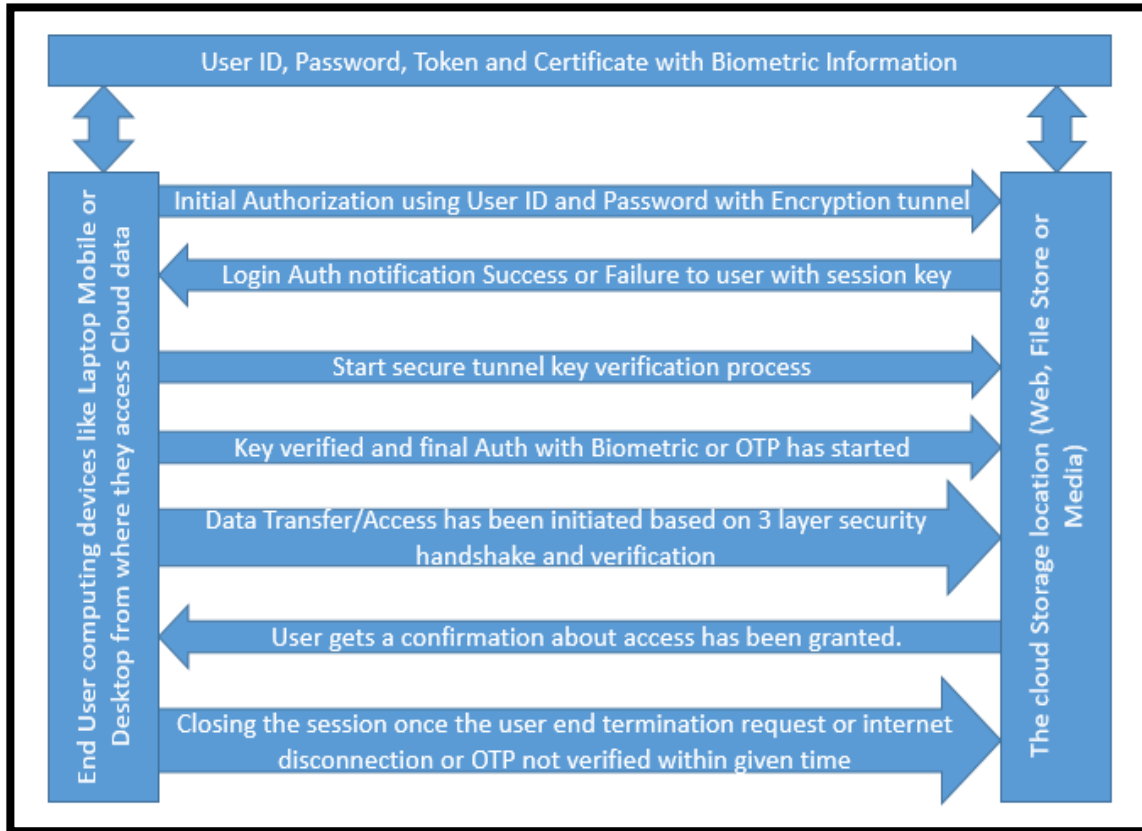 User ID, Password, Token and Certificate with Biometric Information
End User computing devices like Laptop Mobile or
Desktop from where they access Cloud data
Initial Authorization using User ID and Password with Encryption tunnel
Login Auth notification Success or Failure to user with session key
Start secure tunnel key verification process
Key verified and final Auth with Biometric or OTP has started
Data Transfer/Access has been initiated based on 3 layer security
handshake and verification
User gets a confirmation about access has been granted.
Closing the session once the user end termination request or internet
disconnection or OTP not verified within given time
The cloud Storage location (Web, File Store or
Media)